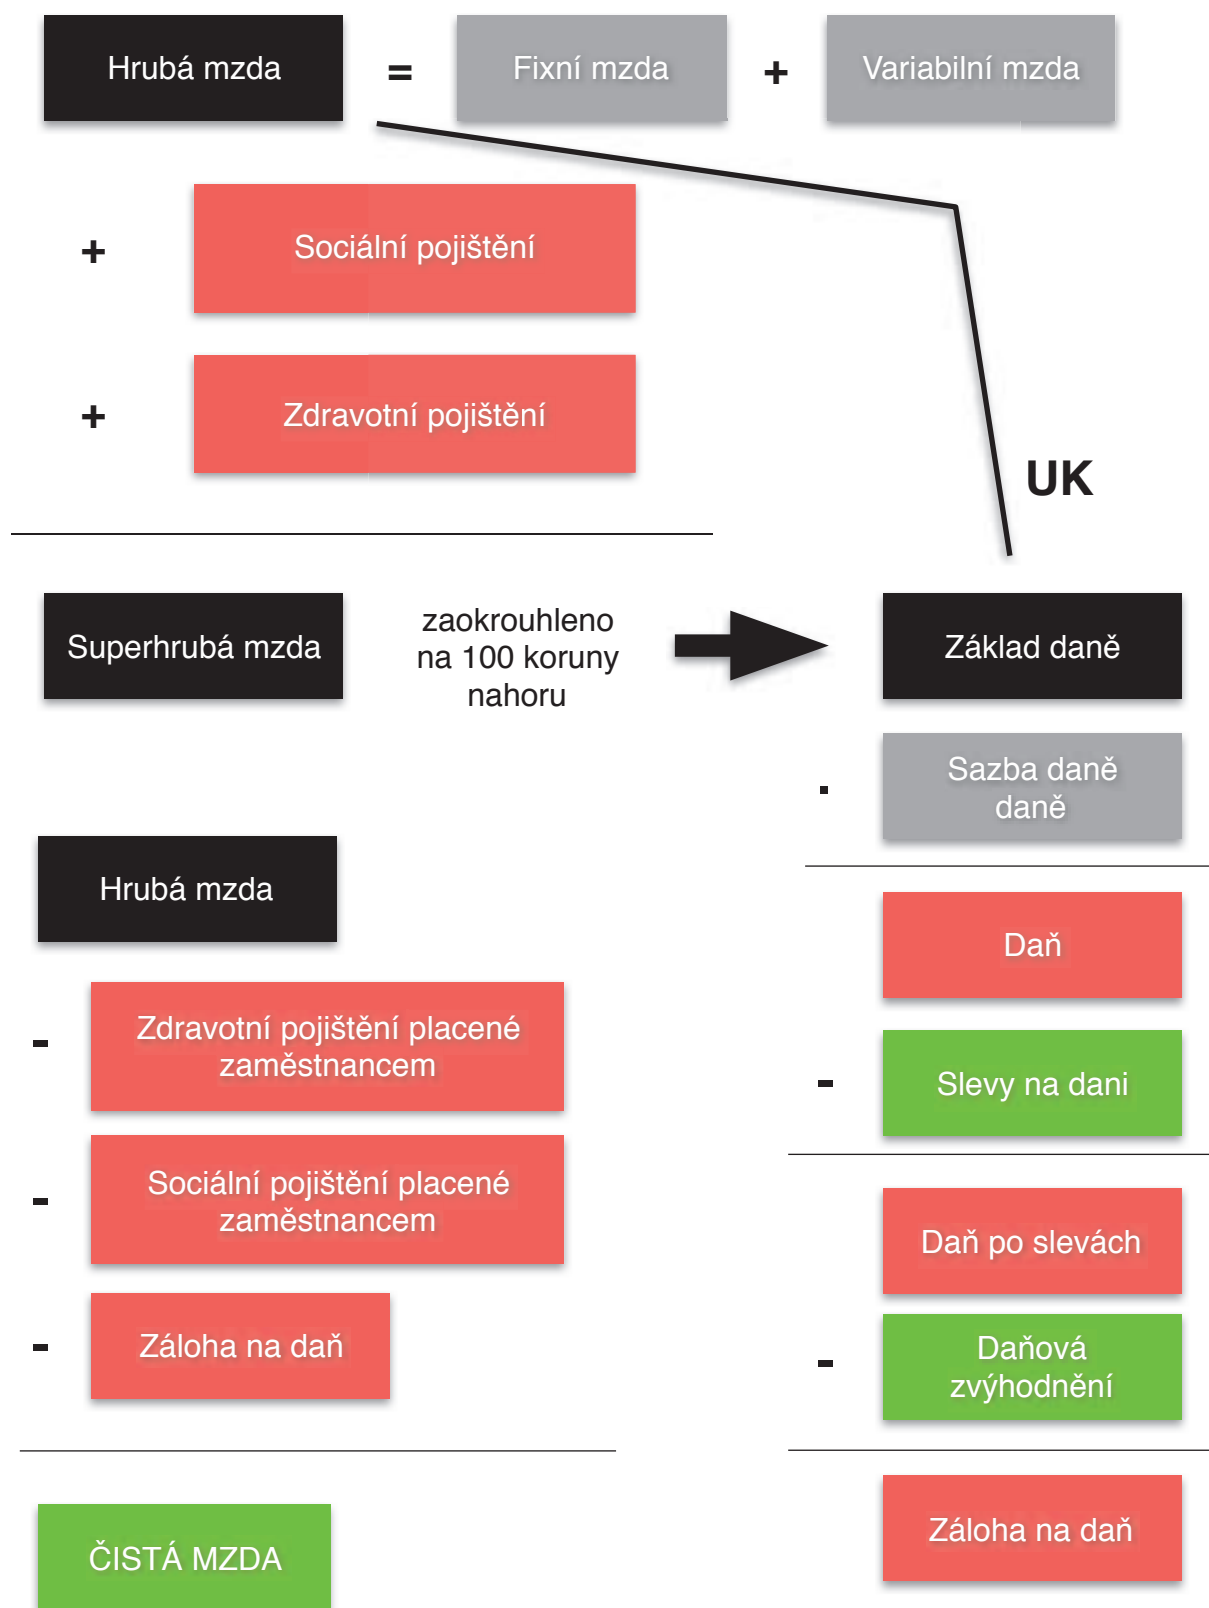 Hrubá mzda = Fixní mzda + Variabilní mzda
+ Sociální pojištění
+ Zdravotní pojištění
UK
Superhrubá mzda
zaokrouhleno
na 100 koruny
nahoru
Základ daně
· Sazba daně
daně
Daň
- Slevy na dani
Daň po slevách
- Daňová
zvýhodnění
Záloha na daň
Hrubá mzda
- Zdravotní pojištění placené
zaměstnancem
- Sociální pojištění placené
zaměstnancem
- Záloha na daň
ČISTÁ MZDA